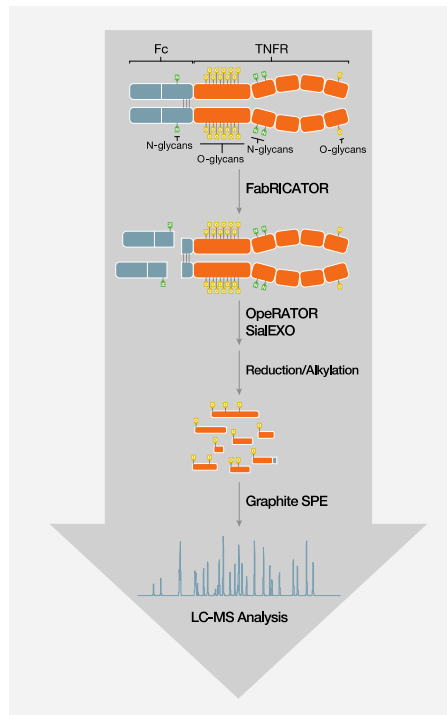 Fc TNFR
N-glycans N-glycans O-glycans
O-glycans
FabRICATOR
OpeRATOR
SialEXO
Reduction/Alkylation
Graphite SPE
LC-MS Analysis